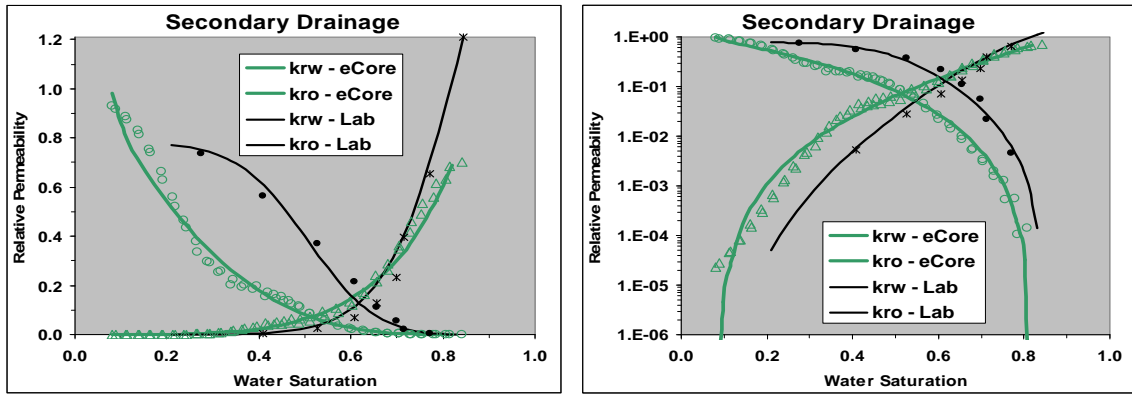 Secondary Drainage
1.2
1.0
0.8
0.6
0.4
0.2
0.0
Relative Permeability
krw - eCore
kro - eCore
krw - Lab
kro - Lab
0.0 0.2 0.4 0.6 0.8 1.0
Water Saturation
Secondary Drainage
1.E+00
1.E-01
1.E-02
1.E-03
1.E-04
1.E-05
1.E-06
Relative Permeability
krw - eCore
kro - eCore
krw - Lab
kro - Lab
0.0 0.2 0.4 0.6 0.8 1.0
Water Saturation